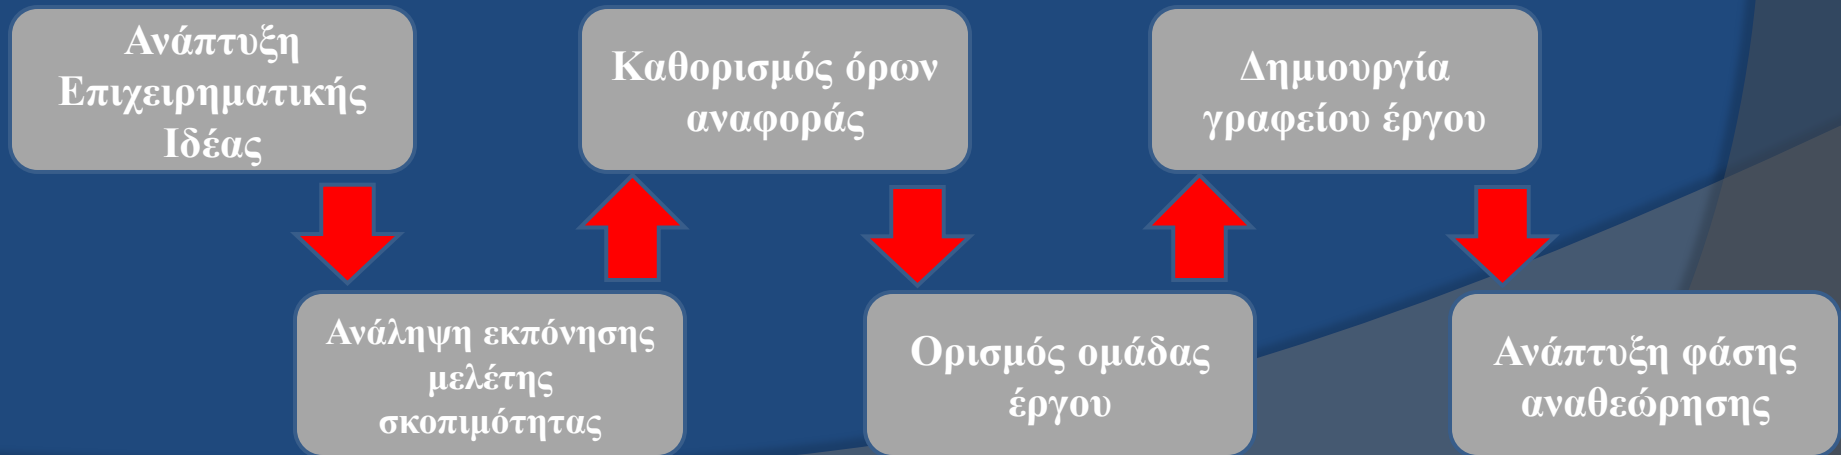 Ανάπτυξη
Επιχειρηματικής
Ιδέας
Ανάληψη εκπόνησης
μελέτης
σκοπιμότητας
Καθορισμός όρων
αναφοράς
Ορισμός ομάδας
έργου
Δημιουργία
γραφείου έργου
Ανάπτυξη φάσης
αναθεώρησης